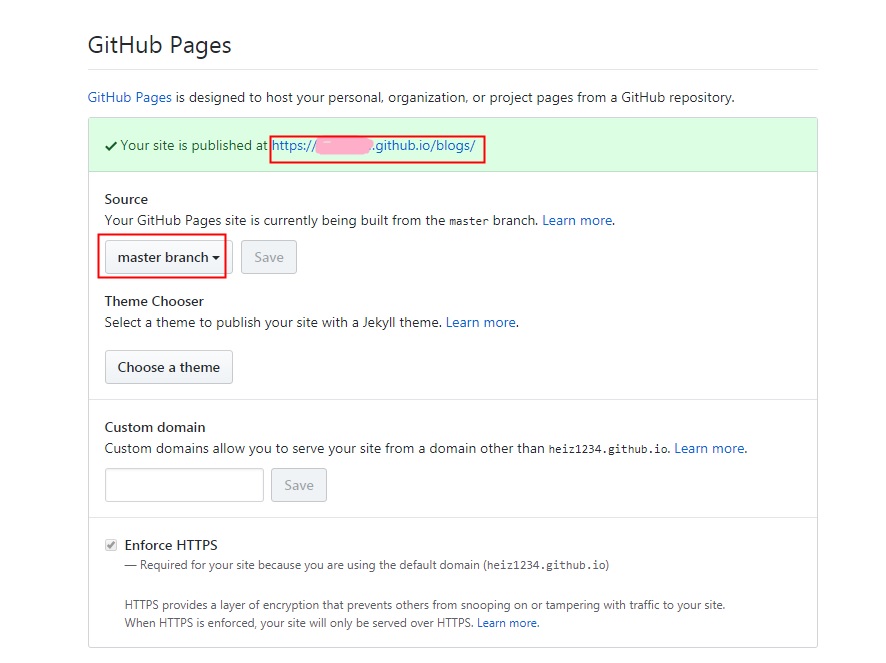 GitHub Pages
GitHub Pages is designed to host your personal, organization, or project pages from a GitHub repository.
Your site is published at https://.github.io/blogs/
Source
Your GitHub Pages site is currently being built from the master branch. Learn more.
master branch Save
Theme Chooser
Select a theme to publish your site with a Jekyll theme. Learn more.
Choose a theme
Custom domain
Custom domains allow you to serve your site from a domain other than heiz1234.github.io. Learn more.
Save
Enforce HTTPS
— Required for your site because you are using the default domain (heiz1234.github.io)
HTTPS provides a layer of encryption that prevents others from snooping on or tampering with traffic to your site.
When HTTPS is enforced, your site will only be served over HTTPS. Learn more.